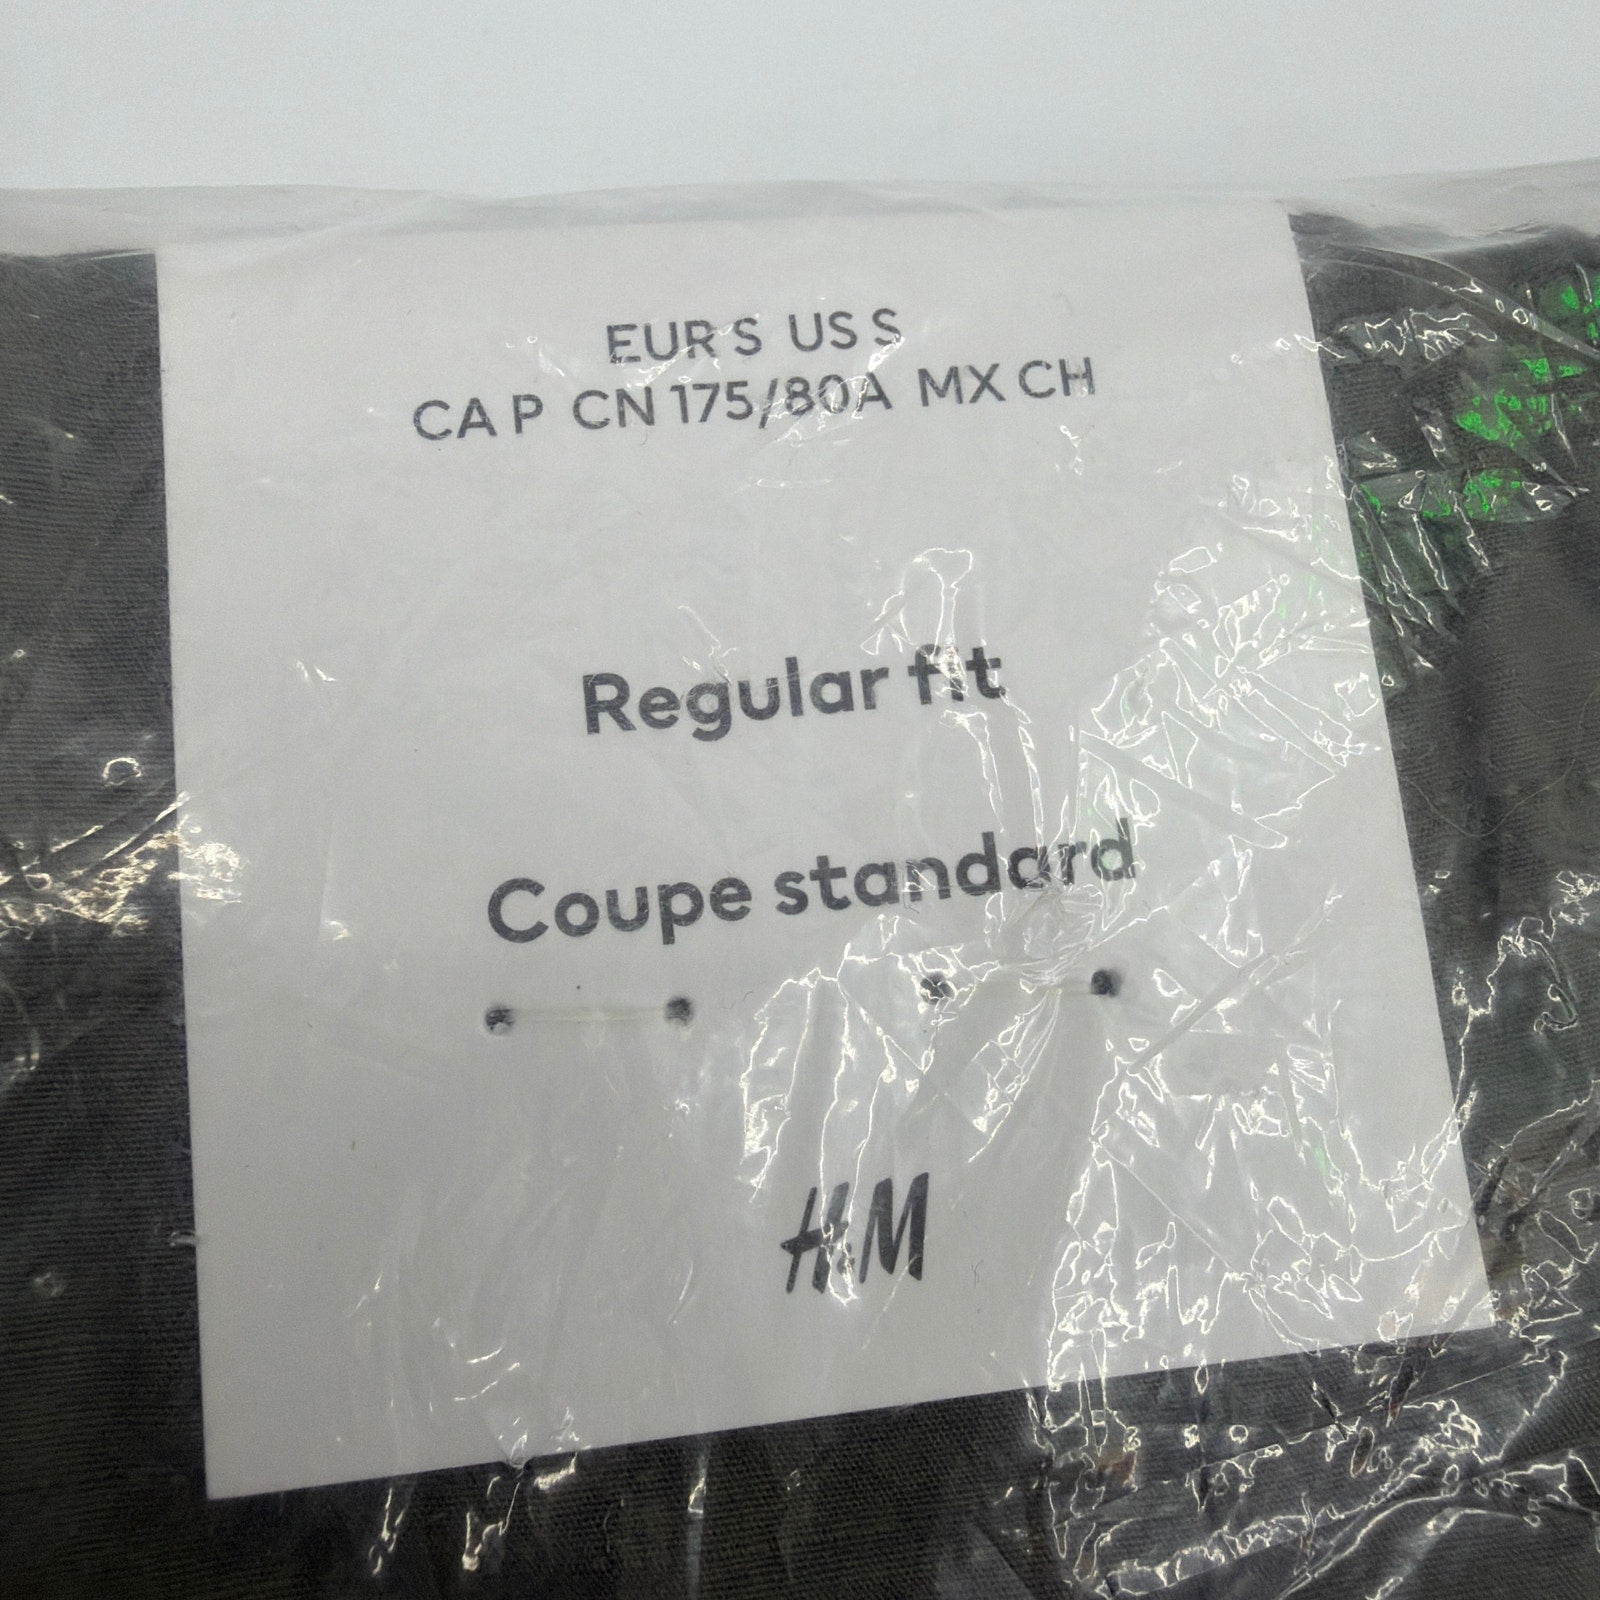 EUR S US S
CA P CN 175/80A MX CH
Regular fit
Coupe standard
H&M